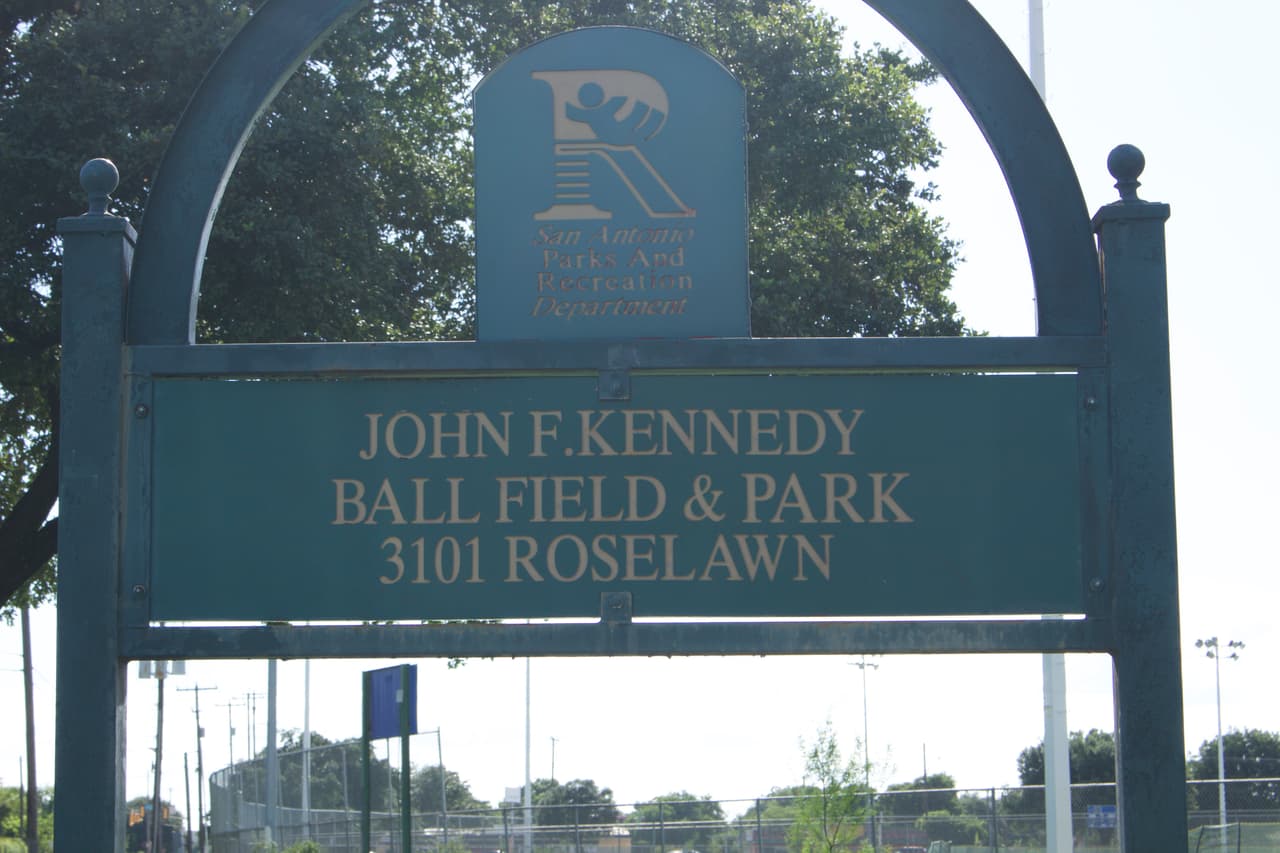 R
San Antonio
Parks And
Recreation
Department
JOHN F.KENNEDY
BALL FIELD & PARK
3101 ROSELAWN